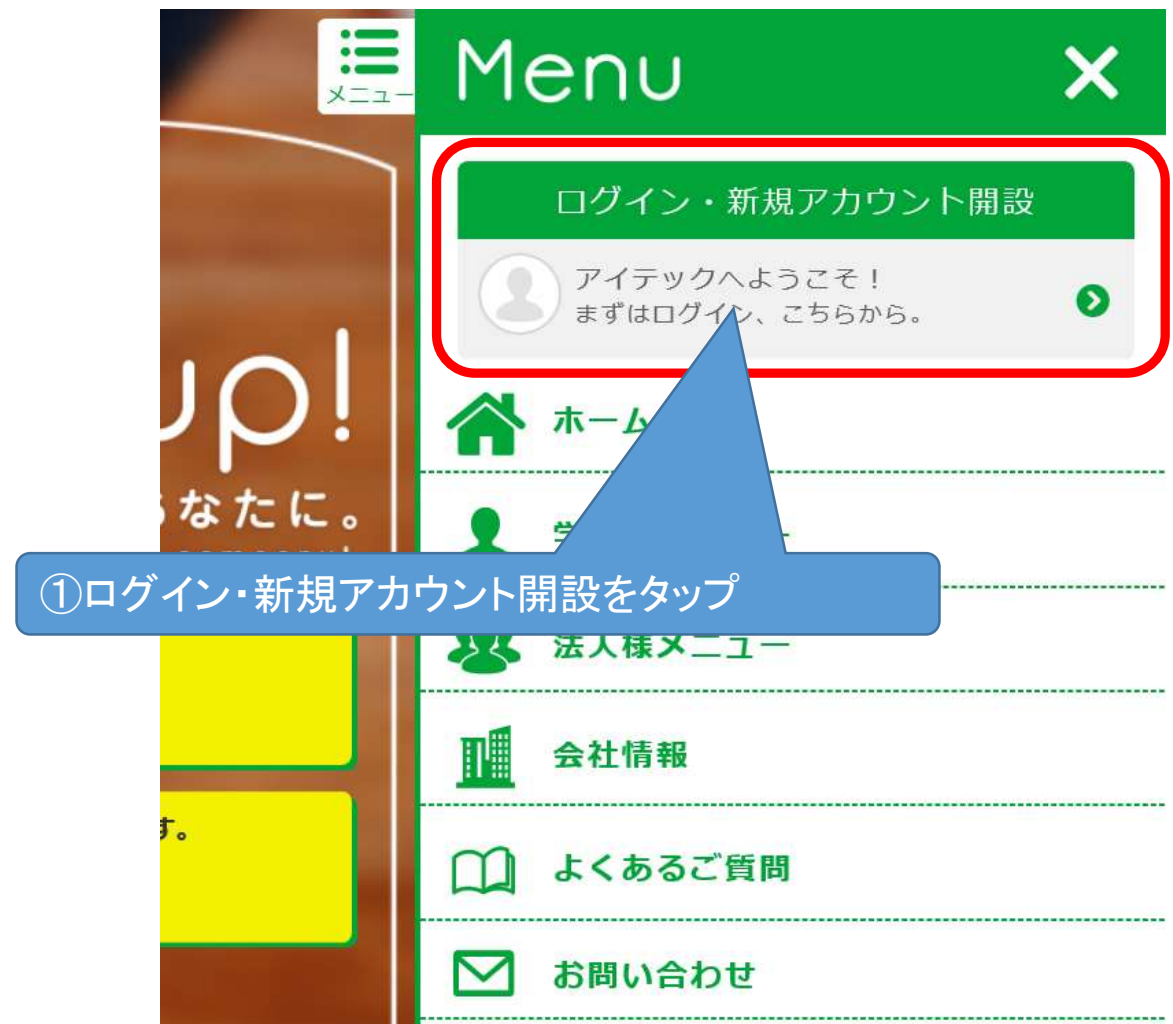 メニュー
Menu
ログイン・新規アカウント開設
アイテックへようこそ！
まずはログイン、こちらから。
up!
なたに。
ホーム
①ログイン・新規アカウント開設をタップ
法人様メニュー
す。
会社情報
よくあるご質問
お問い合わせ